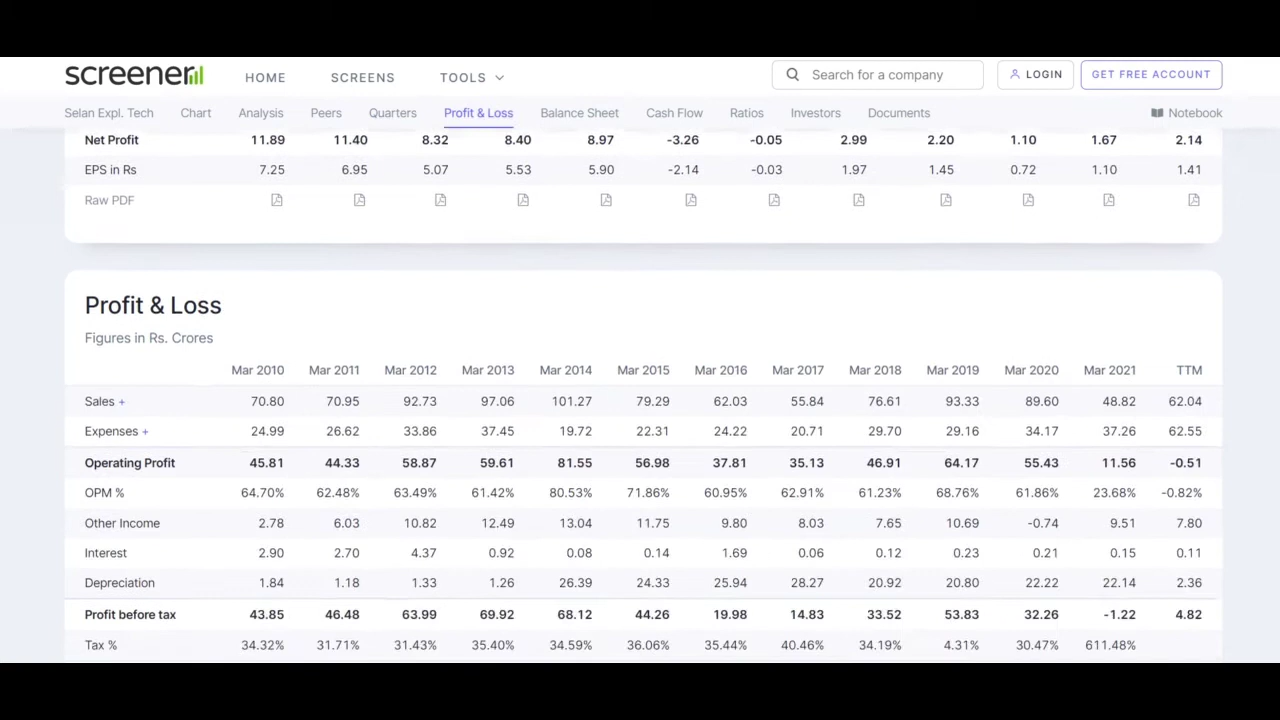 screener HOME SCREENS TOOLS Search for a company LOGIN GET FREE ACCOUNT
Selan Expl. Tech Chart Analysis Peers Quarters Profit & Loss Balance Sheet Cash Flow Ratios Investors Documents Notebook
Net Profit 11.89 11.40 8.32 8.40 8.97 -3.26 -0.05 2.99 2.20 1.10 1.67 2.14
EPS in Rs 7.25 6.95 5.07 5.53 5.90 -2.14 -0.03 1.97 1.45 0.72 1.10 1.41
Raw PDF
Profit & Loss
Figures in Rs. Crores
Mar 2010 Mar 2011 Mar 2012 Mar 2013 Mar 2014 Mar 2015 Mar 2016 Mar 2017 Mar 2018 Mar 2019 Mar 2020 Mar 2021 TTM
Sales + 70.80 70.95 92.73 97.06 101.27 79.29 62.03 55.84 76.61 93.33 89.60 48.82 62.04
Expenses + 24.99 26.62 33.86 37.45 19.72 22.31 24.22 20.71 29.70 29.16 34.17 37.26 62.55
Operating Profit 45.81 44.33 58.87 59.61 81.55 56.98 37.81 35.13 46.91 64.17 55.43 11.56 -0.51
OPM % 64.70% 62.48% 63.49% 61.42% 80.53% 71.86% 60.95% 62.91% 61.23% 68.76% 61.86% 23.68% -0.82%
Other Income 2.78 6.03 10.82 12.49 13.04 11.75 9.80 8.03 7.65 10.69 -0.74 9.51 7.80
Interest 2.90 2.70 4.37 0.92 0.08 0.14 1.69 0.06 0.12 0.23 0.21 0.15 0.11
Depreciation 1.84 1.18 1.33 1.26 26.39 24.33 25.94 28.27 20.92 20.80 22.22 22.14 2.36
Profit before tax 43.85 46.48 63.99 69.92 68.12 44.26 19.98 14.83 33.52 53.83 32.26 -1.22 4.82
Tax % 34.32% 31.71% 31.43% 35.40% 34.59% 36.06% 35.44% 40.46% 34.19% 4.31% 30.47% 611.48%